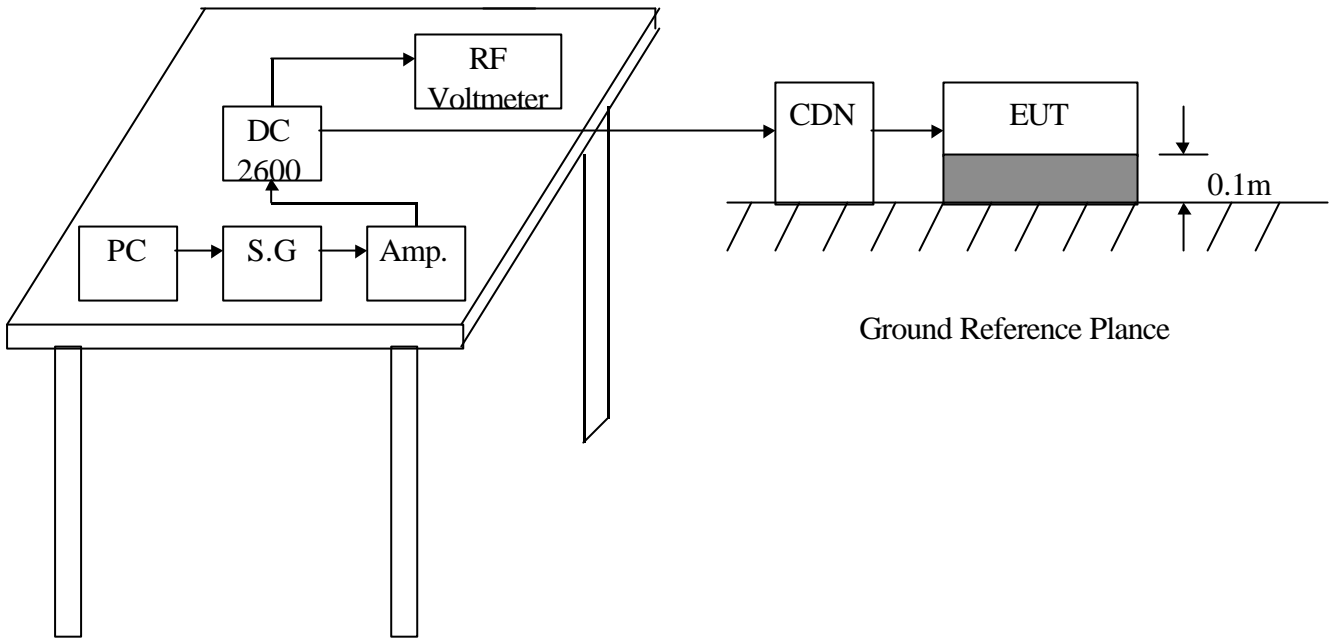 RF
Voltmeter
DC
2600
CDN
EUT
0.1m
PC
S.G
Amp.
Ground Reference Plance